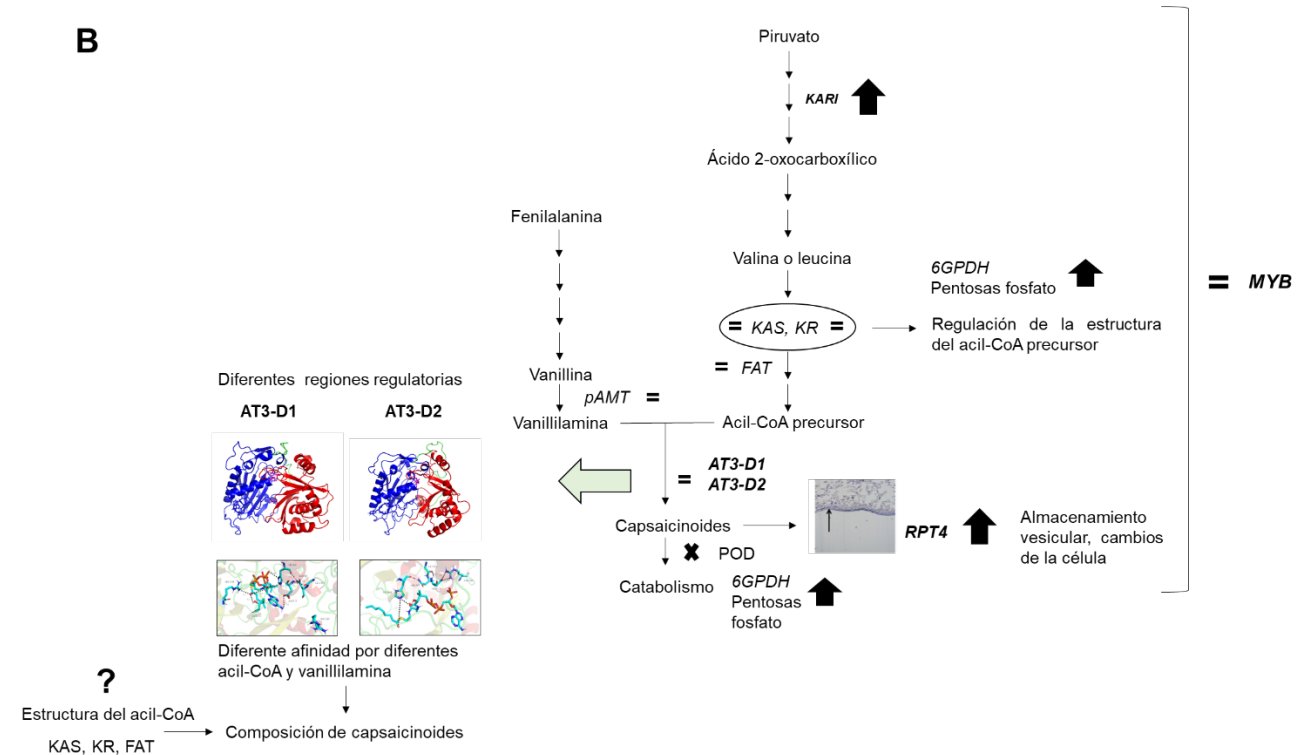 B
Piruvato
KARI
Ácido 2-oxocarboxílico
Fenilalanina
Valina o leucina
6GPDH
Pentosas fosfato
= MYB
= KAS, KR =
Regulación de la estructura
del acil-CoA precursor
= FAT
Vanillina
pAMT =
Vanillilamina
Acil-CoA precursor
Diferentes regiones regulatorias
AT3-D1
AT3-D2
= AT3-D1
AT3-D2
Capsaicinoides
RPT4
Almacenamiento
vesicular, cambios
de la célula
POD
Catabolismo
6GPDH
Pentosas
fosfato
Diferente afinidad por diferentes
acil-CoA y vanillilamina
?
Estructura del acil-CoA
KAS, KR, FAT
Composición de capsaicinoides